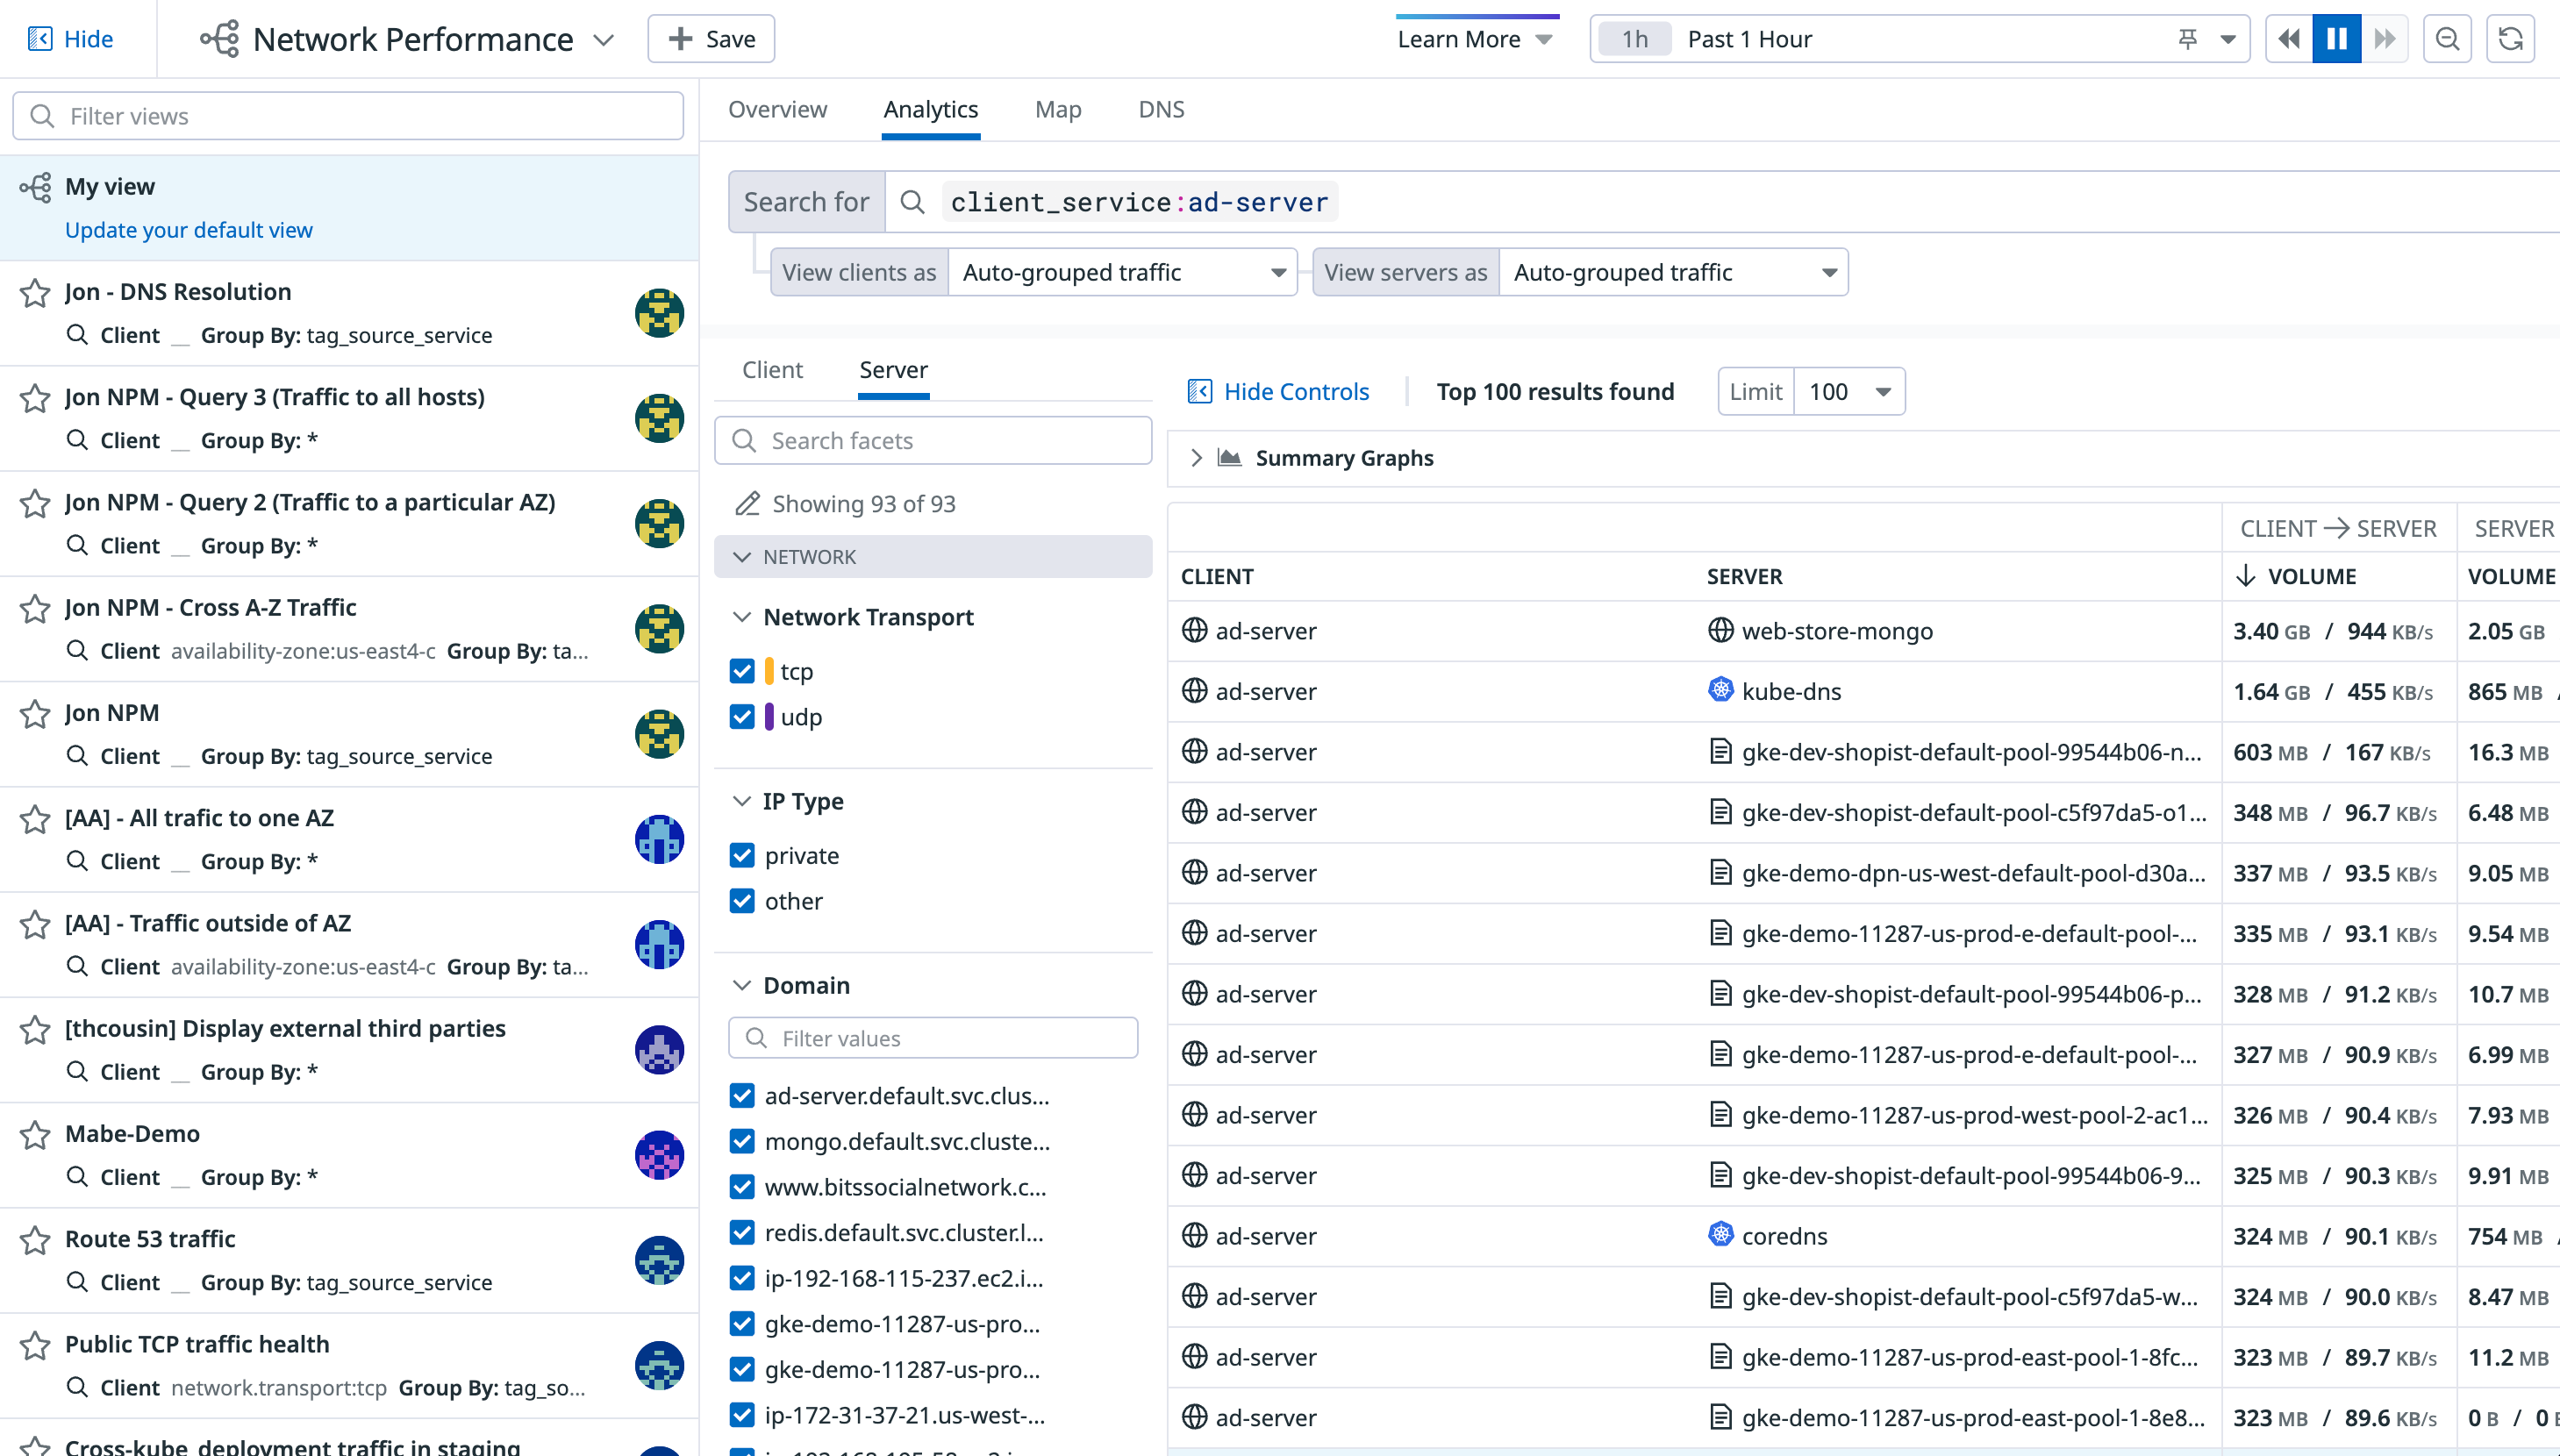 Hide
Network Performance
Save
Learn More
1h Past 1 Hour
Filter views
My view
Update your default view
Jon - DNS Resolution
Client __ Group By: tag_source_service
Jon NPM - Query 3 (Traffic to all hosts)
Client __ Group By: *
Jon NPM - Query 2 (Traffic to a particular AZ)
Client __ Group By: *
Jon NPM - Cross A-Z Traffic
Client availability-zone:us-east4-c Group By: ta...
Jon NPM
Client __ Group By: tag_source_service
[AA] - All trafic to one AZ
Client __ Group By: *
[AA] - Traffic outside of AZ
Client availability-zone:us-east4-c Group By: ta...
[thcousin] Display external third parties
Client __ Group By: *
Mabe-Demo
Client __ Group By: *
Route 53 traffic
Client __ Group By: tag_source_service
Public TCP traffic health
Client network.transport:tcp Group By: tag_so...
Cross-kube_deployment traffic in staging
Overview Analytics Map DNS
Search for client_service:ad-server
View clients as Auto-grouped traffic View servers as Auto-grouped traffic
Client Server
Search facets
Showing 93 of 93
NETWORK
Network Transport
tcp
udp
IP Type
private
other
Domain
Filter values
ad-server.default.svc.clus...
mongo.default.svc.cluste...
www.bitssocialnetwork.c...
redis.default.svc.cluster.l...
ip-192-168-115-237.ec2.i...
gke-demo-11287-us-pro...
gke-demo-11287-us-pro...
ip-172-31-37-21.us-west-...
Hide Controls Top 100 results found Limit 100
Summary Graphs
CLIENT → SERVER SERVER
CLIENT SERVER ↓ VOLUME VOLUME
ad-server web-store-mongo 3.40 GB / 944 KB/s 2.05 GB
ad-server kube-dns 1.64 GB / 455 KB/s 865 MB /
ad-server gke-dev-shopist-default-pool-99544b06-n... 603 MB / 167 KB/s 16.3 MB
ad-server gke-dev-shopist-default-pool-c5f97da5-o1... 348 MB / 96.7 KB/s 6.48 MB
ad-server gke-demo-dpn-us-west-default-pool-d30a... 337 MB / 93.5 KB/s 9.05 MB
ad-server gke-demo-11287-us-prod-e-default-pool-... 335 MB / 93.1 KB/s 9.54 MB
ad-server gke-dev-shopist-default-pool-99544b06-p... 328 MB / 91.2 KB/s 10.7 MB
ad-server gke-demo-11287-us-prod-e-default-pool-... 327 MB / 90.9 KB/s 6.99 MB
ad-server gke-demo-11287-us-prod-west-pool-2-ac1... 326 MB / 90.4 KB/s 7.93 MB
ad-server gke-dev-shopist-default-pool-99544b06-9... 325 MB / 90.3 KB/s 9.91 MB
ad-server coredns 324 MB / 90.1 KB/s 754 MB /
ad-server gke-dev-shopist-default-pool-c5f97da5-w... 324 MB / 90.0 KB/s 8.47 MB
ad-server gke-demo-11287-us-prod-east-pool-1-8fc... 323 MB / 89.7 KB/s 11.2 MB
ad-server gke-demo-11287-us-prod-east-pool-1-8e8... 323 MB / 89.6 KB/s 0 B / 0